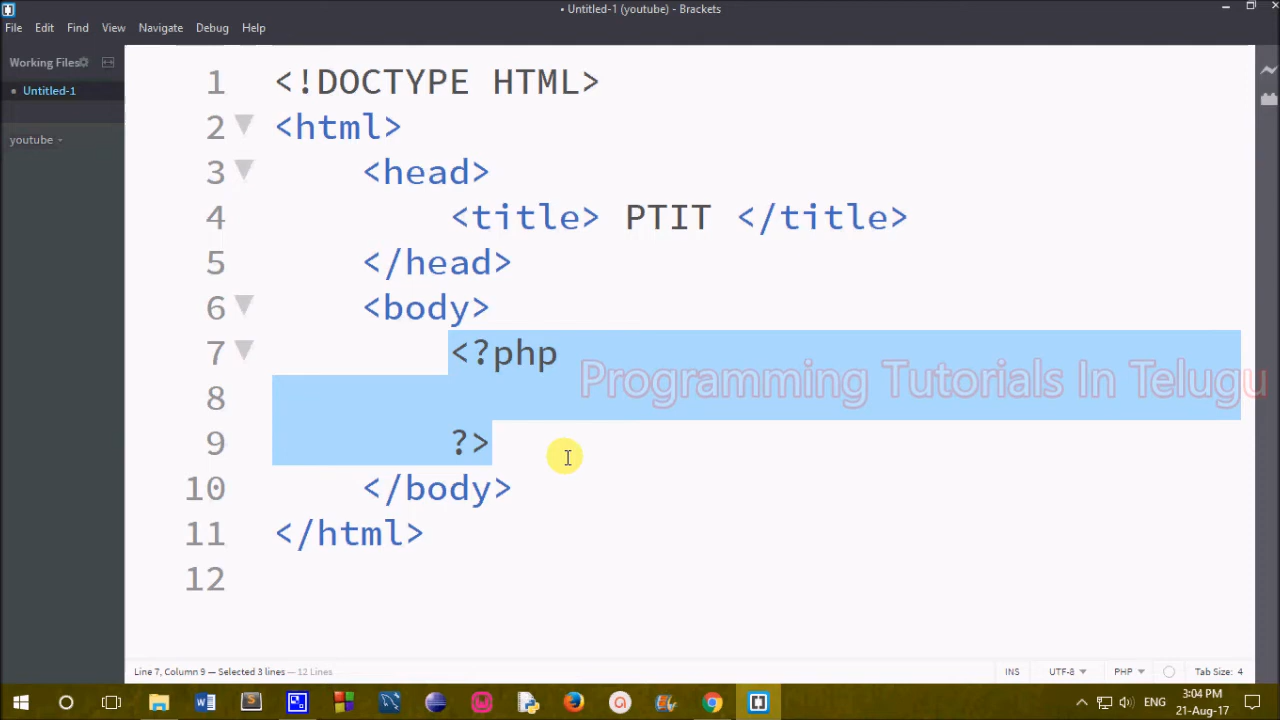 • Untitled-1 (youtube) - Brackets
File Edit Find View Navigate Debug Help
Working Files
• Untitled-1
youtube
1 <!DOCTYPE HTML>
2 <html>
3 <head>
4 <title> PTIT </title>
5 </head>
6 <body>
7 <?php
Programming Tutorials In Telugu
8
9 ?>
10 </body>
11 </html>
12
Line 7, Column 9 — Selected 3 lines — 12 Lines
INS UTF-8 PHP Tab Size: 4
ENG 3:04 PM
21-Aug-17